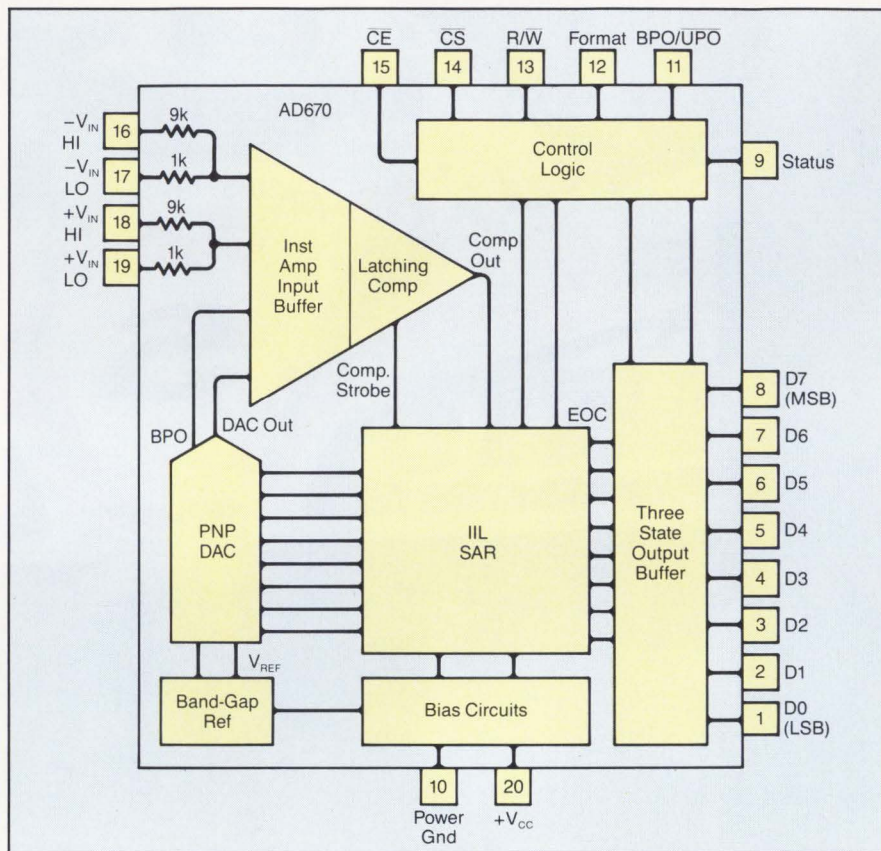 C̅E̅
C̅S̅
R/W̅
Format
BPO/U̅P̅O̅
15
14
13
12
11
AD670
−V_IN
HI
16
9k
−V_IN
LO
17
1k
+V_IN
HI
18
9k
+V_IN
LO
19
1k
Control
Logic
9
Status
Inst
Amp
Input
Buffer
Latching
Comp
Comp
Out
Comp.
Strobe
BPO
DAC Out
EOC
PNP
DAC
IIL
SAR
Three
State
Output
Buffer
8
D7
(MSB)
7
D6
6
D5
5
D4
4
D3
3
D2
2
D1
1
D0
(LSB)
V_REF
Band-Gap
Ref
Bias Circuits
10
20
Power
Gnd
+V_CC